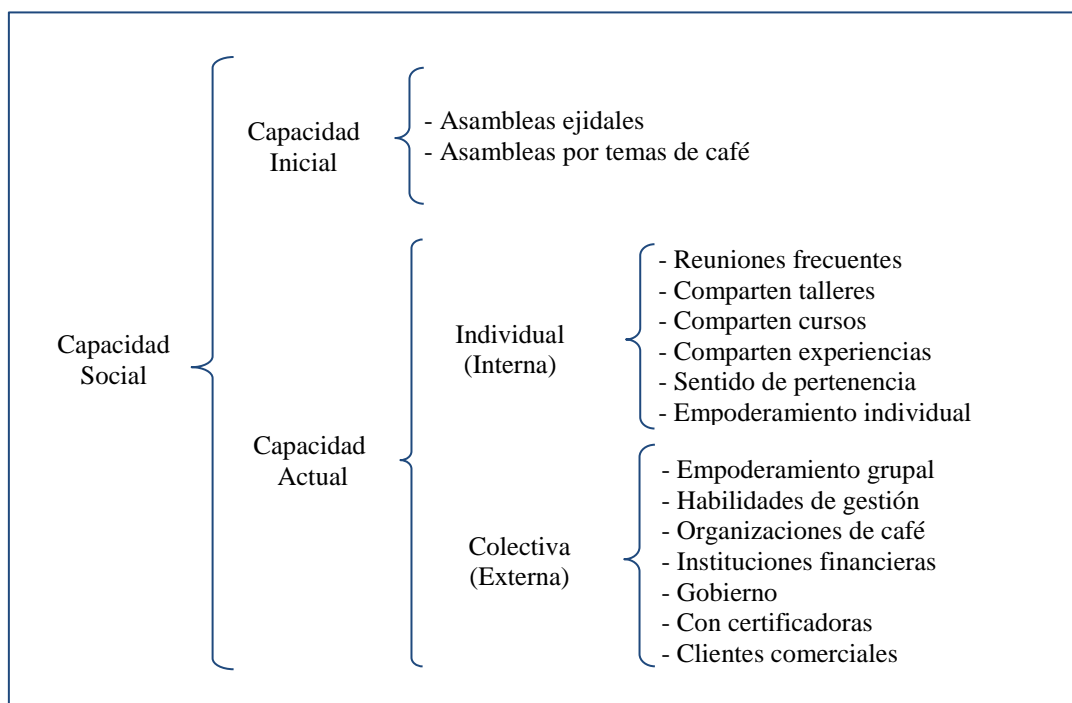 Capacidad
Social
Capacidad
Inicial
- Asambleas ejidales
- Asambleas por temas de café
Capacidad
Actual
Individual
(Interna)
- Reuniones frecuentes
- Comparten talleres
- Comparten cursos
- Comparten experiencias
- Sentido de pertenencia
- Empoderamiento individual
Colectiva
(Externa)
- Empoderamiento grupal
- Habilidades de gestión
- Organizaciones de café
- Instituciones financieras
- Gobierno
- Con certificadoras
- Clientes comerciales